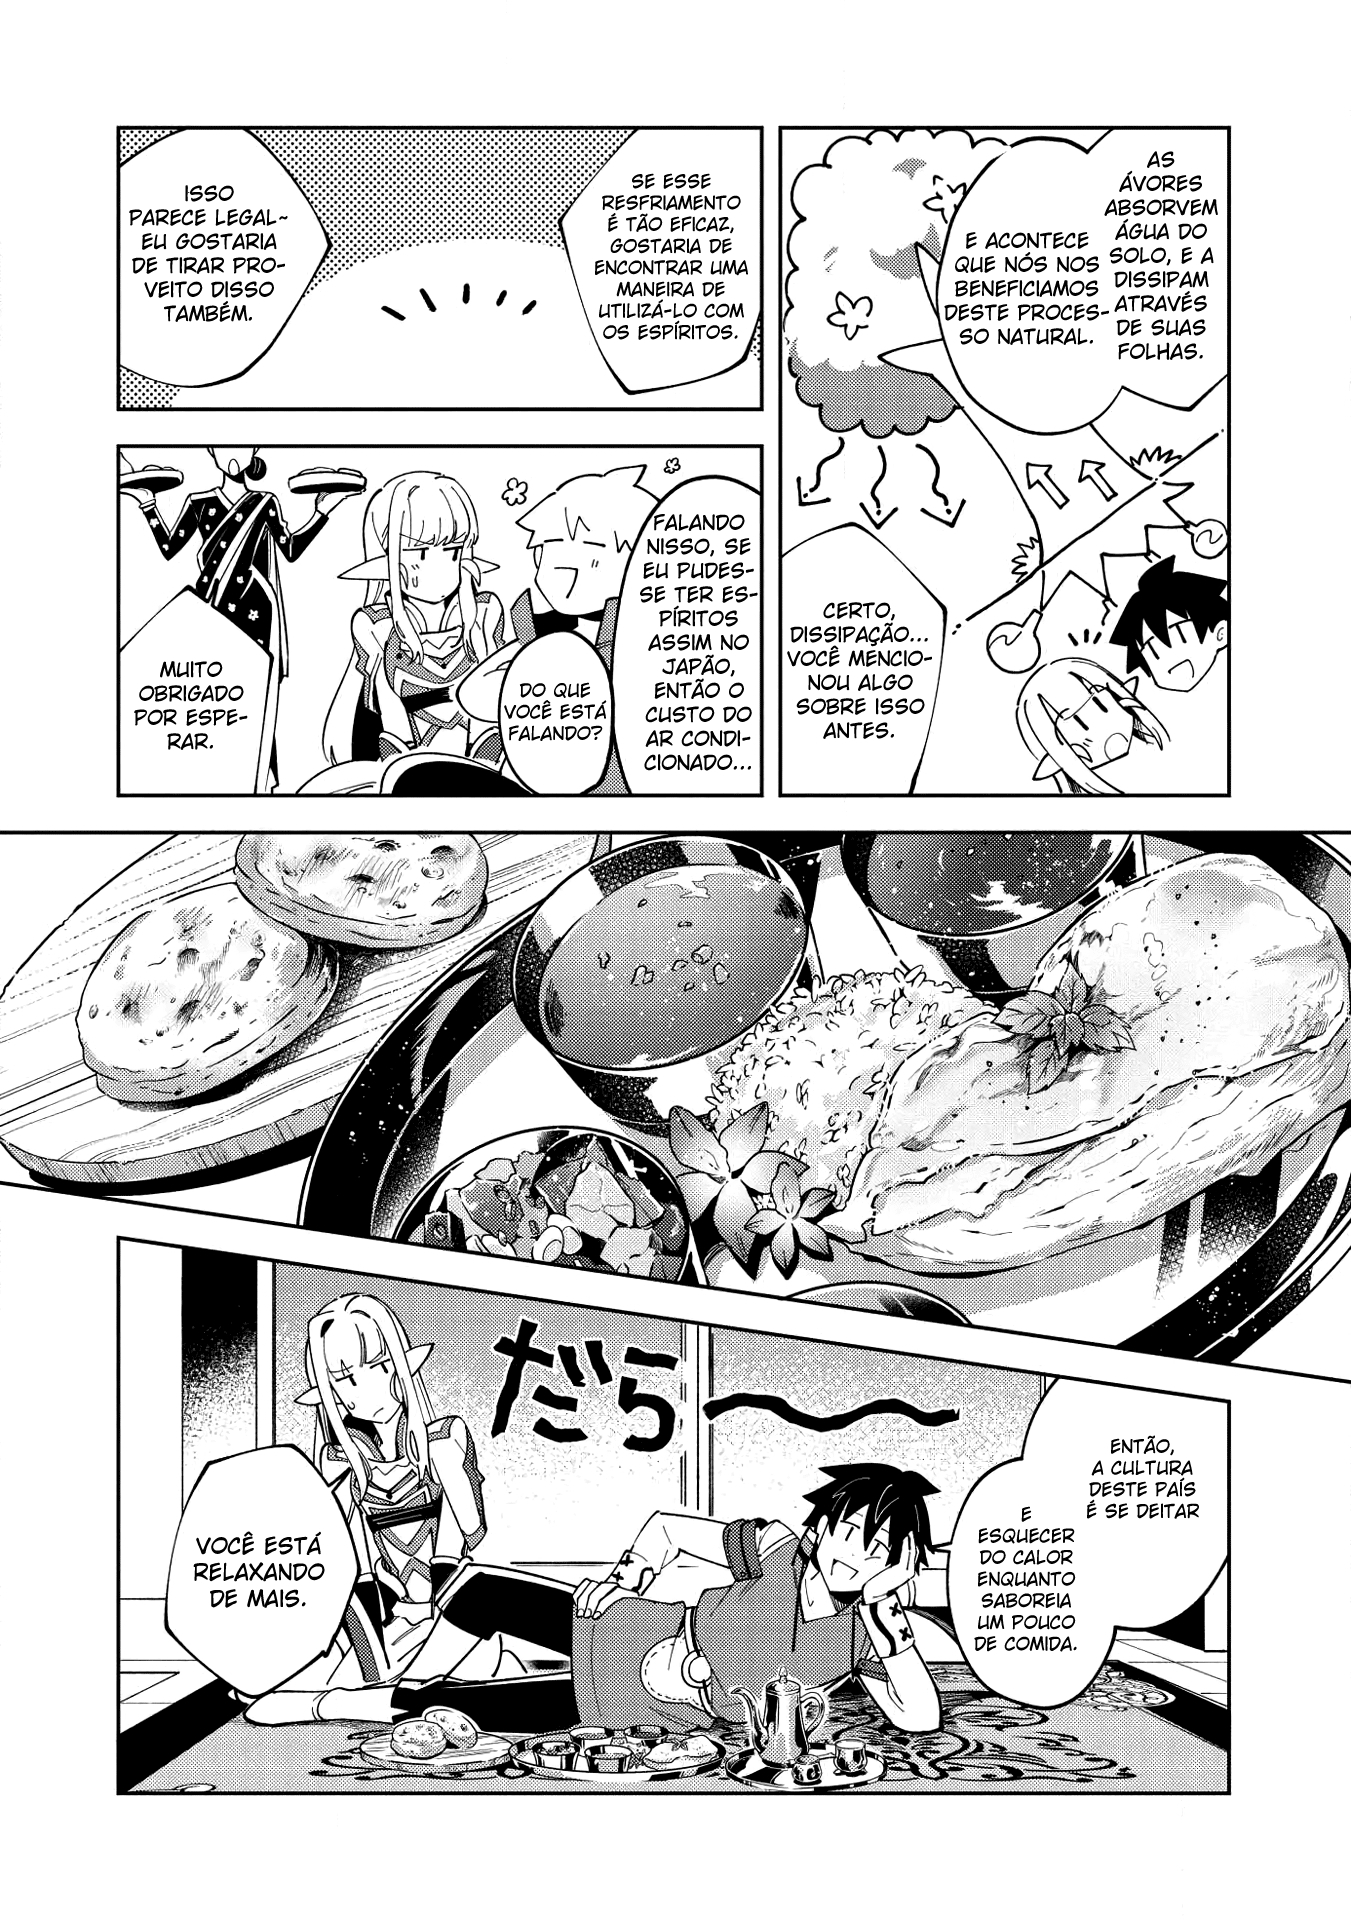 AS
ÁVORES
ABSORVEM
ÁGUA DO
SOLO, E A
DISSIPAM
ATRAVÉS
DE SUAS
FOLHAS.
E ACONTECE
QUE NÓS NOS
BENEFICIAMOS
DESTE PROCES-
SO NATURAL.
CERTO,
DISSIPAÇÃO...
VOCÊ MENCIO-
NOU ALGO
SOBRE ISSO
ANTES.
SE ESSE
RESFRIAMENTO
É TÃO EFICAZ,
GOSTARIA DE
ENCONTRAR UMA
MANEIRA DE
UTILIZÁ-LO COM
OS ESPÍRITOS.
ISSO
PARECE LEGAL~
EU GOSTARIA
DE TIRAR PRO-
VEITO DISSO
TAMBÉM.
FALANDO
NISSO, SE
EU PUDES-
SE TER ES-
PÍRITOS
ASSIM NO
JAPÃO,
ENTÃO O
CUSTO DO
AR CONDI-
CIONADO...
DO QUE
VOCÊ ESTÁ
FALANDO?
MUITO
OBRIGADO
POR ESPE-
RAR.
ENTÃO,
A CULTURA
DESTE PAÍS
É SE DEITAR
E
ESQUECER
DO CALOR
ENQUANTO
SABOREIA
UM POUCO
DE COMIDA.
だら〜
VOCÊ ESTÁ
RELAXANDO
DE MAIS.